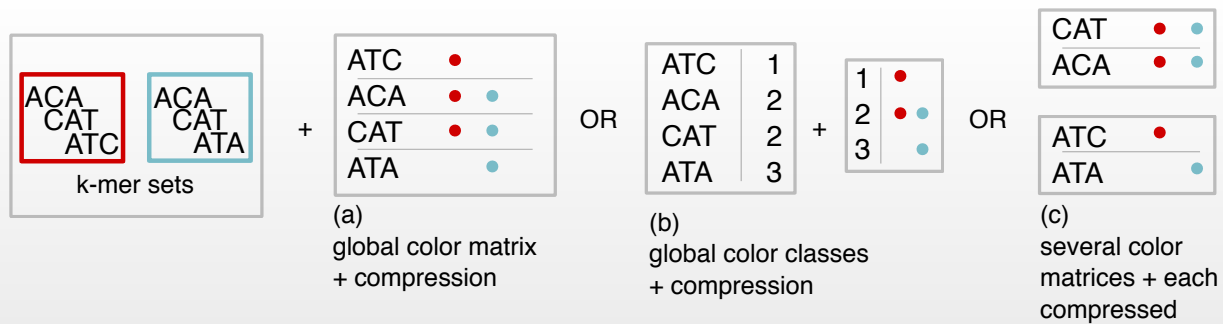 ACA
CAT
ATC
ACA
CAT
ATA
k-mer sets
+
ATC
ACA
CAT
ATA
(a)
global color matrix
+ compression
OR
ATC 1
ACA 2
CAT 2
ATA 3
+
1
2
3
(b)
global color classes
+ compression
OR
CAT
ACA
ATC
ATA
(c)
several color
matrices + each
compressed